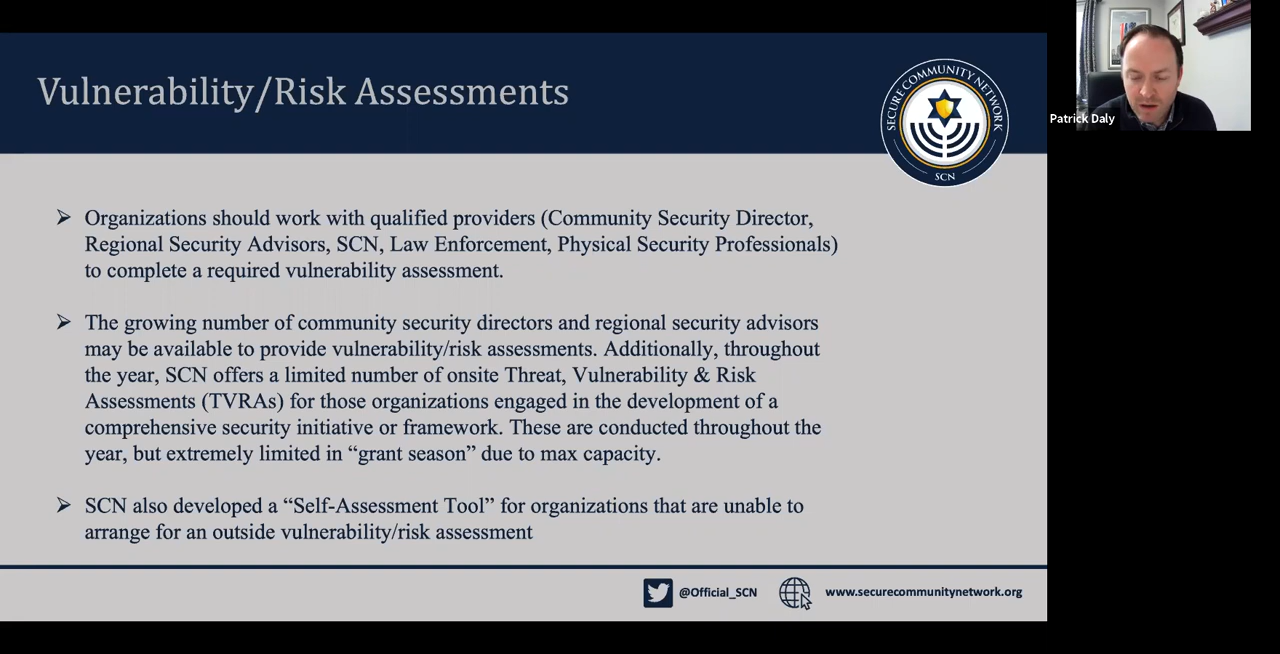 Vulnerability/Risk Assessments
SECURE COMMUNITY NETWORK
SCN
Patrick Daly
➢ Organizations should work with qualified providers (Community Security Director,
Regional Security Advisors, SCN, Law Enforcement, Physical Security Professionals)
to complete a required vulnerability assessment.
➢ The growing number of community security directors and regional security advisors
may be available to provide vulnerability/risk assessments. Additionally, throughout
the year, SCN offers a limited number of onsite Threat, Vulnerability & Risk
Assessments (TVRAs) for those organizations engaged in the development of a
comprehensive security initiative or framework. These are conducted throughout the
year, but extremely limited in “grant season” due to max capacity.
➢ SCN also developed a “Self-Assessment Tool” for organizations that are unable to
arrange for an outside vulnerability/risk assessment
@Official_SCN
www.securecommunitynetwork.org